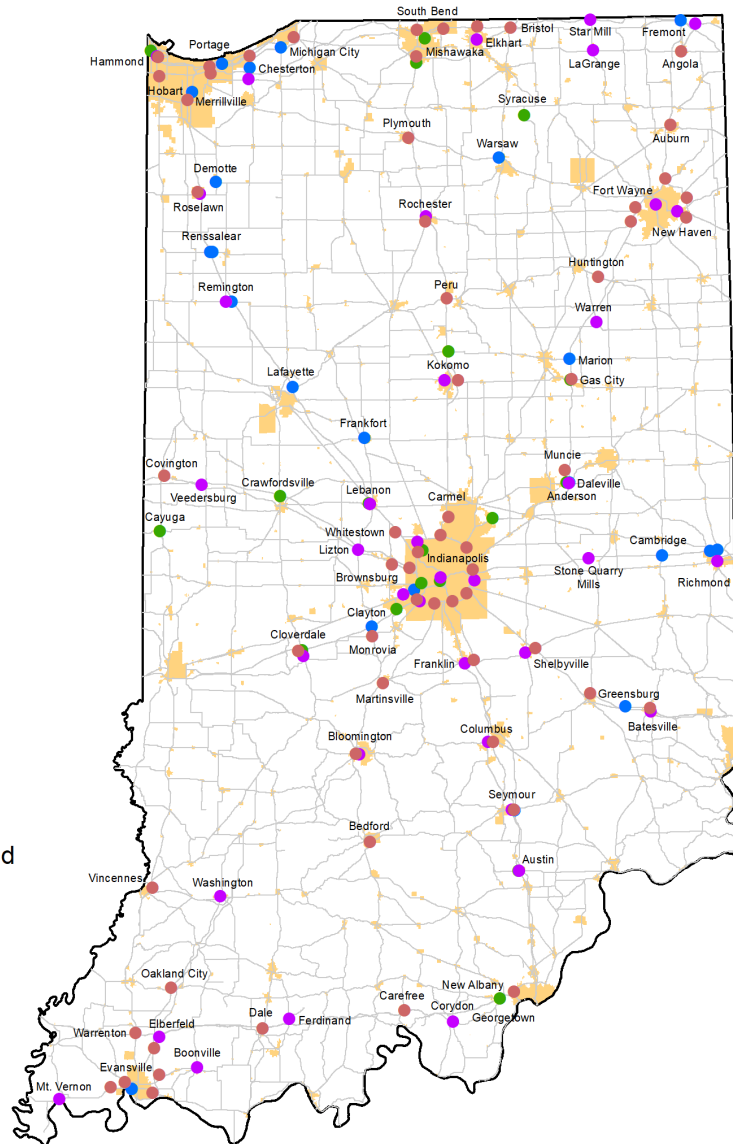 South Bend
Star Mill
Bristol
Fremont
Portage
Elkhart
Michigan City
Mishawaka
Hammond
LaGrange
Angola
Chesterton
Hobart
Merrillville
Syracuse
Plymouth
Auburn
Warsaw
Demotte
Fort Wayne
Roselawn
Rochester
New Haven
Renssalear
Huntington
Remington
Peru
Warren
Marion
Kokomo
Lafayette
Gas City
Frankfort
Covington
Muncie
Veedersburg
Crawfordsville
Lebanon
Carmel
Daleville
Anderson
Cayuga
Whitestown
Cambridge
Lizton
Indianapolis
Stone Quarry
Mills
Richmond
Brownsburg
Clayton
Cloverdale
Monrovia
Franklin
Shelbyville
Martinsville
Greensburg
Batesville
Bloomington
Columbus
Seymour
Bedford
d
Austin
Vincennes
Washington
Oakland City
New Albany
Carefree
Corydon
Georgetown
Dale
Ferdinand
Warrenton
Elberfeld
Boonville
Evansville
Mt. Vernon